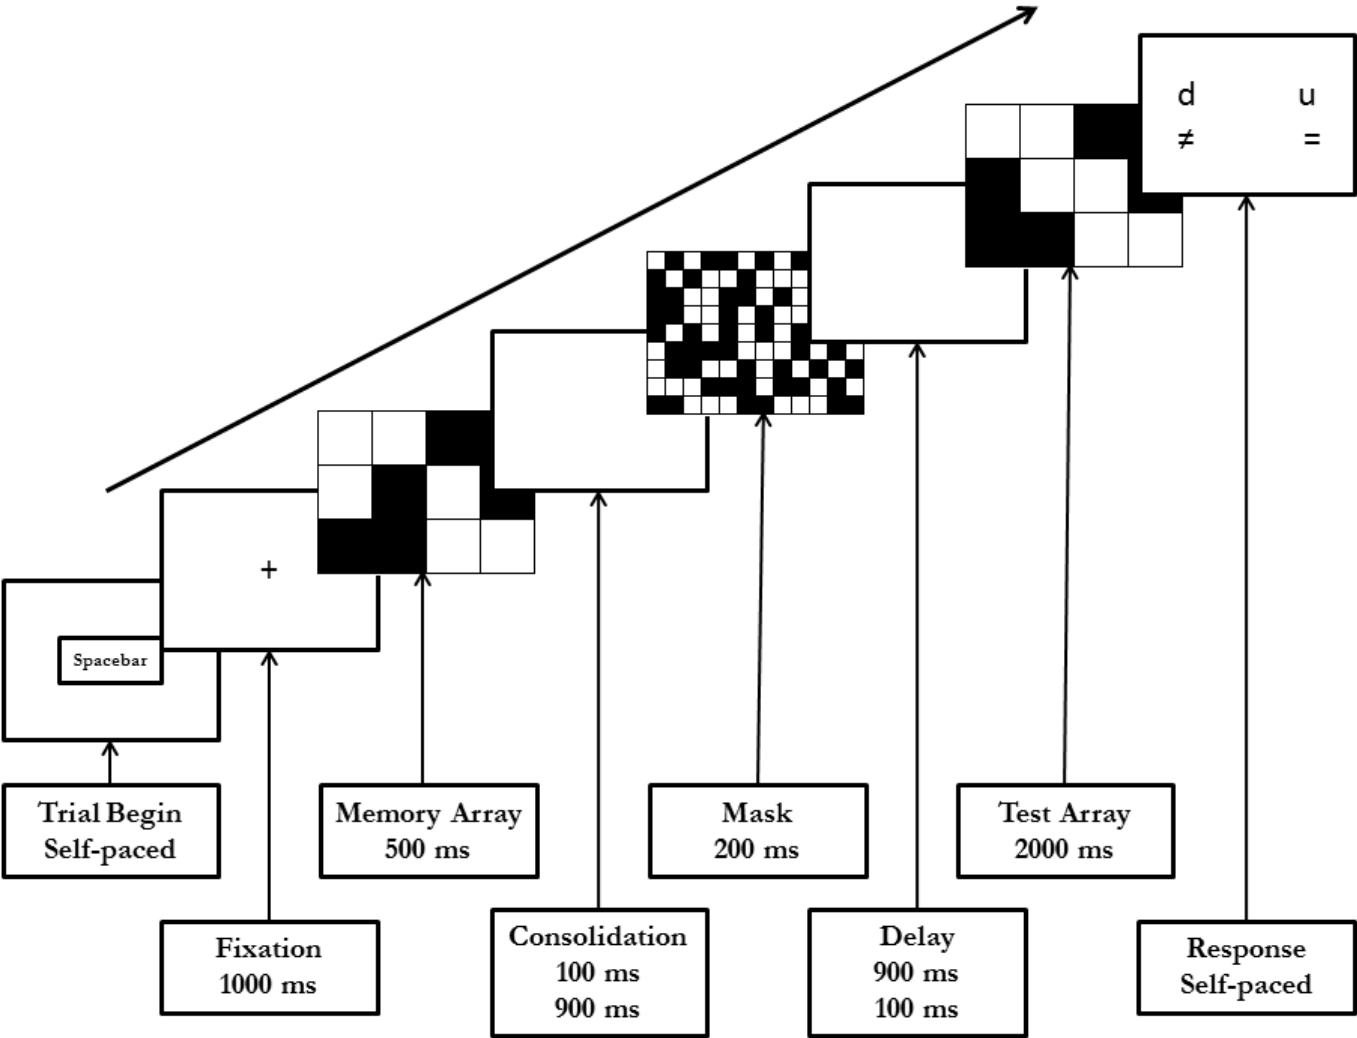 d u
≠ =
+
Spacebar
Trial Begin
Self-paced
Fixation
1000 ms
Memory Array
500 ms
Consolidation
100 ms
900 ms
Mask
200 ms
Delay
900 ms
100 ms
Test Array
2000 ms
Response
Self-paced